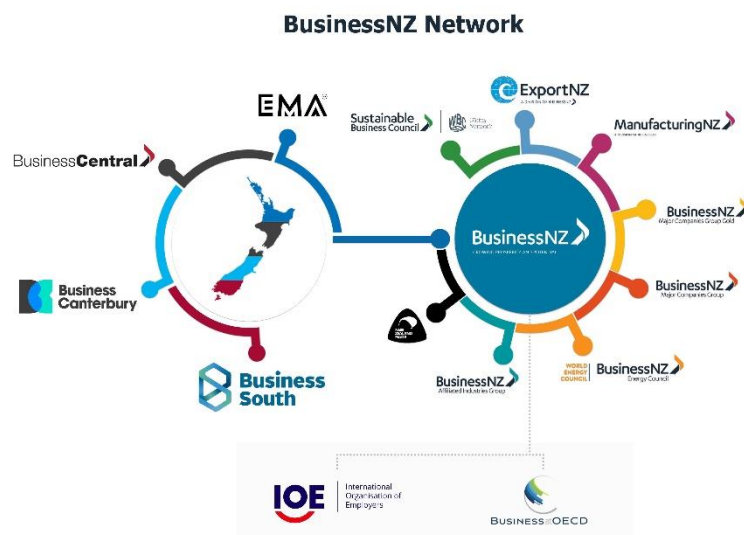 BusinessNZ Network
EMA
BusinessCentral
Business
Canterbury
Business
South
Sustainable
Business Council
ExportNZ
ManufacturingNZ
BusinessNZ
Major Companies Group Gold
BusinessNZ
Major Companies Group
WORLD
ENERGY
COUNCIL
BusinessNZ
Energy Council
BusinessNZ
Affiliated Industries Group
BusinessNZ
IOE
International
Organisation of
Employers
BUSINESS at OECD